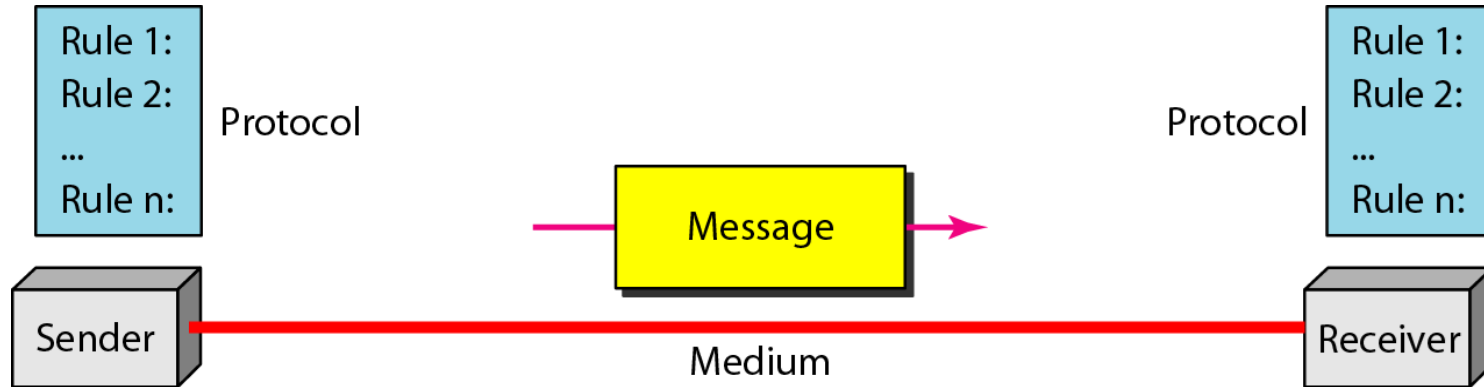 Rule 1:
Rule 2:
...
Rule n:
Protocol
Message
Protocol
Rule 1:
Rule 2:
...
Rule n:
Sender
Medium
Receiver